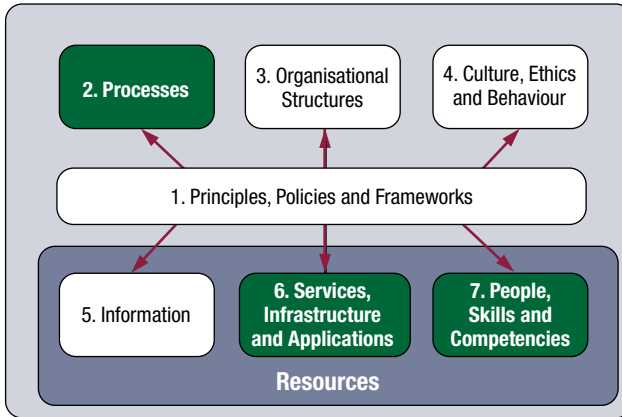 2. Processes
3. Organisational
Structures
4. Culture, Ethics
and Behaviour
1. Principles, Policies and Frameworks
5. Information
6. Services,
Infrastructure
and Applications
7. People,
Skills and
Competencies
Resources